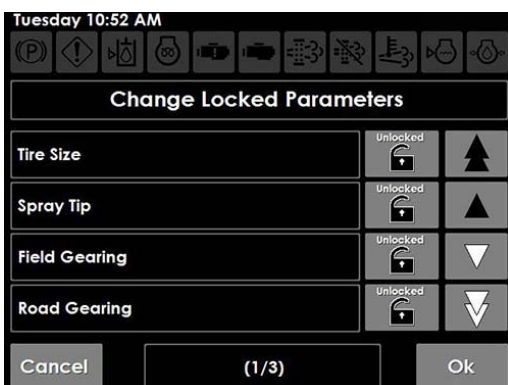 Tuesday 10:52 AM
(P)
Change Locked Parameters
Tire Size
Unlocked
Spray Tip
Unlocked
Field Gearing
Unlocked
Road Gearing
Unlocked
Cancel
(1/3)
Ok